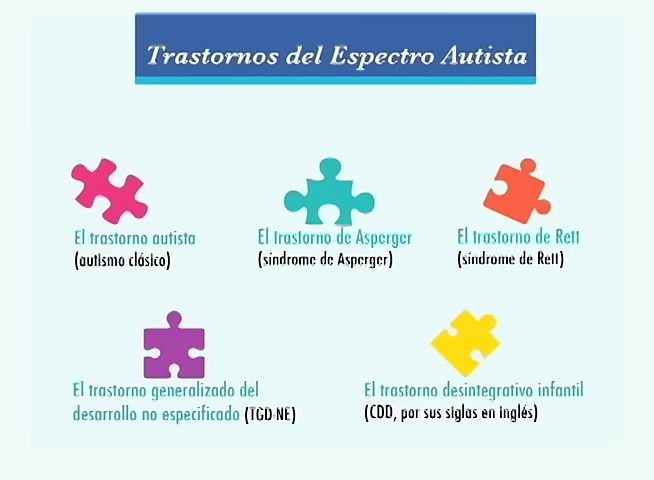 Trastornos del Espectro Autista
El trastorno autista
(autismo clásico)
El trastorno de Asperger
(síndrome de Asperger)
El trastorno de Rett
(síndrome de Rett)
El trastorno generalizado del
desarrollo no especificado (TGD-NE)
El trastorno desintegrativo infantil
(CDD, por sus siglas en inglés)